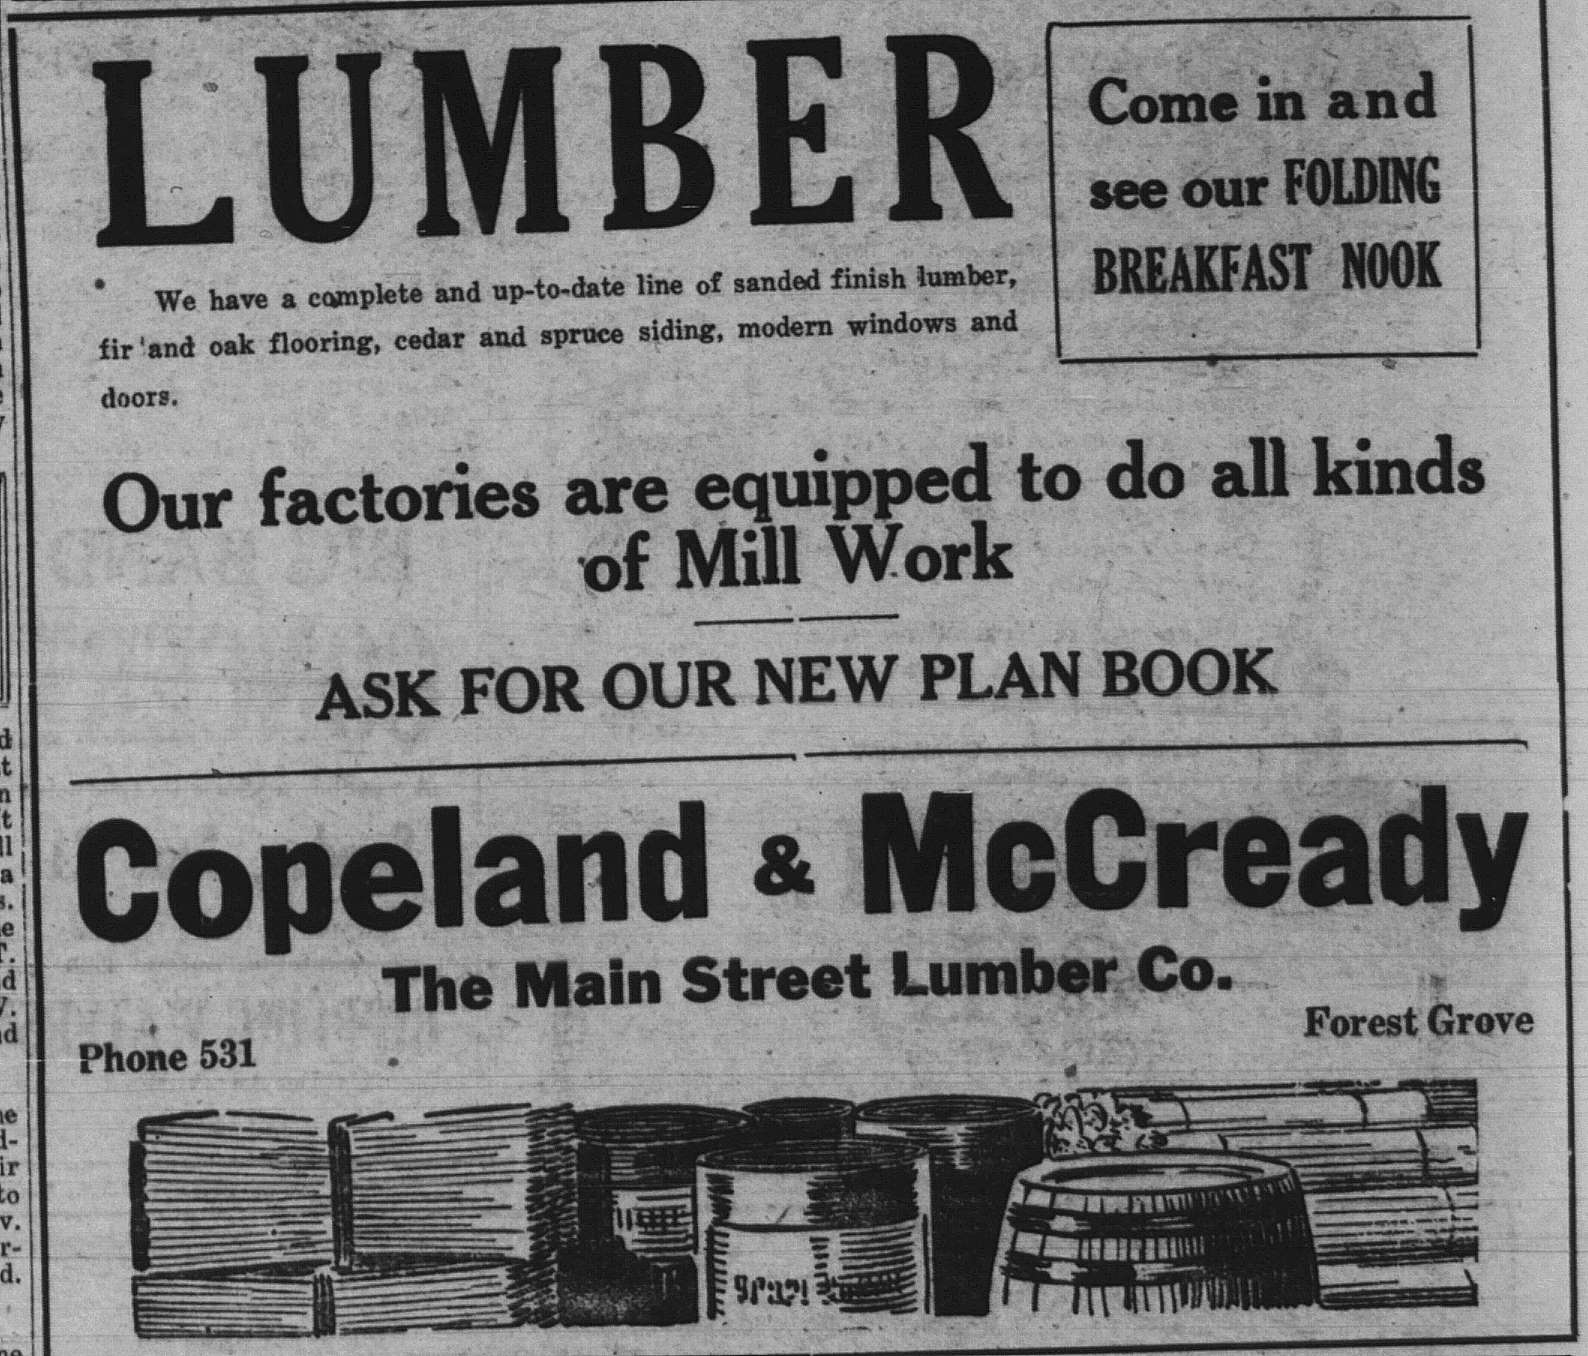 LUMBER
Come in and
see our FOLDING
BREAKFAST NOOK
We have a complete and up-to-date line of sanded finish lumber,
fir and oak flooring, cedar and spruce siding, modern windows and
doors.
Our factories are equipped to do all kinds
of Mill Work
ASK FOR OUR NEW PLAN BOOK
Copeland & McCready
The Main Street Lumber Co.
Forest Grove
Phone 531